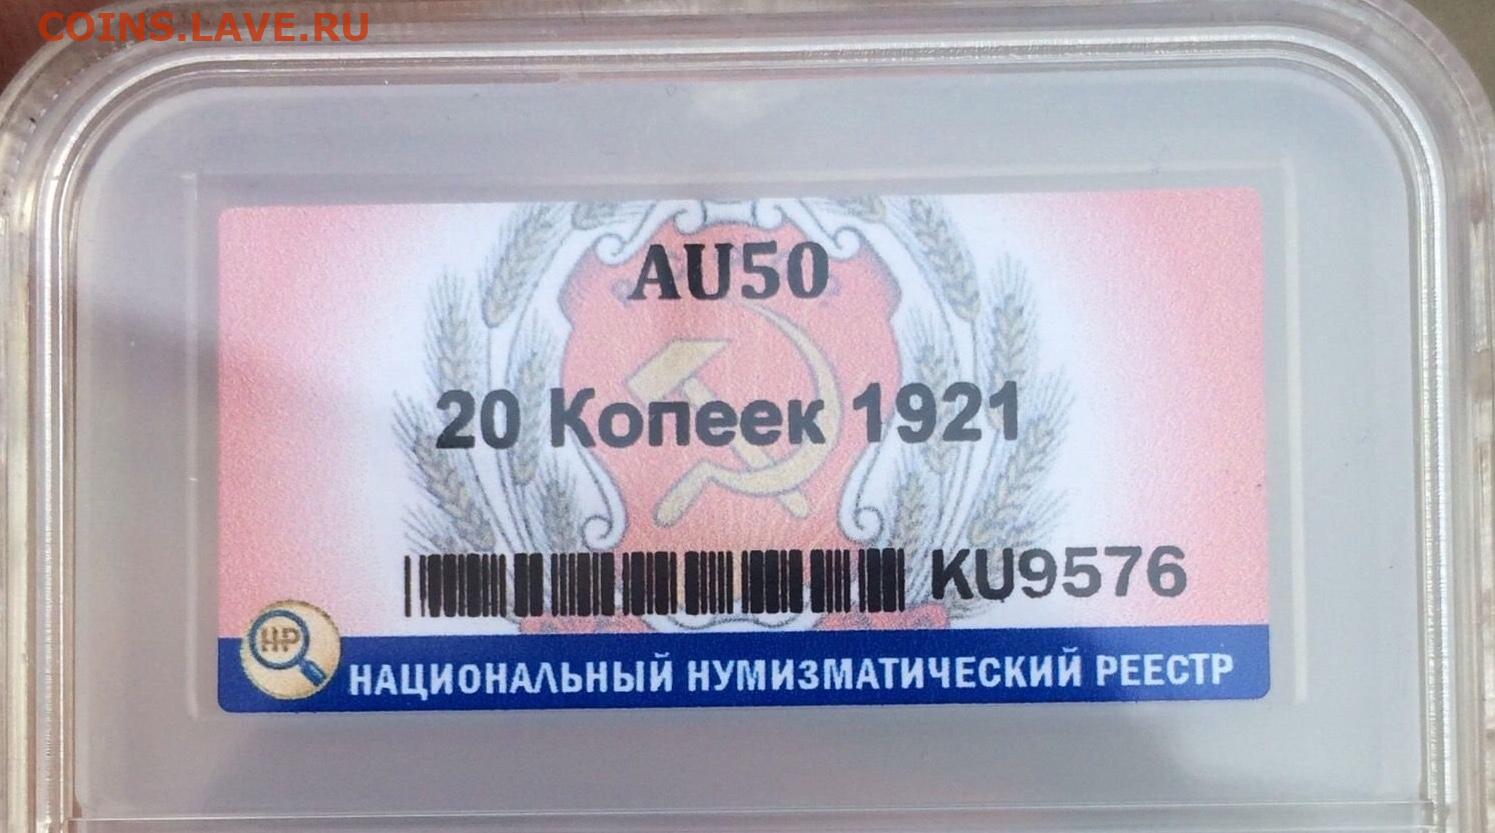 COINS.LAVE.RU
AU50
20 Копеек 1921
KU9576
НР
НАЦИОНАЛЬНЫЙ НУМИЗМАТИЧЕСКИЙ РЕЕСТР